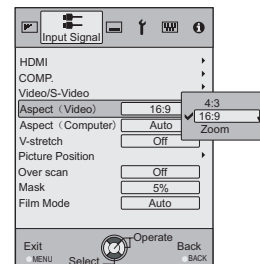 Input Signal
HDMI
COMP.
Video/S-Video
Aspect (Video) 16:9
4:3
16:9
Zoom
Aspect (Computer) Auto
V-stretch Off
Picture Position
Over scan Off
Mask 5%
Film Mode Auto
Exit
MENU
Select
Operate
Back
BACK